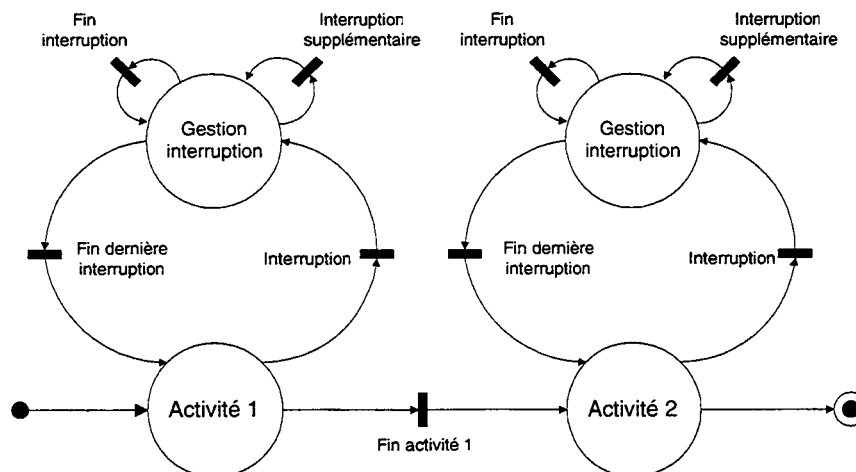 Fin
interruption
Interruption
supplémentaire
Fin
interruption
Interruption
supplémentaire
Gestion
interruption
Gestion
interruption
Fin dernière
interruption
Interruption
Fin dernière
interruption
Interruption
Activité 1
Activité 2
Fin activité 1